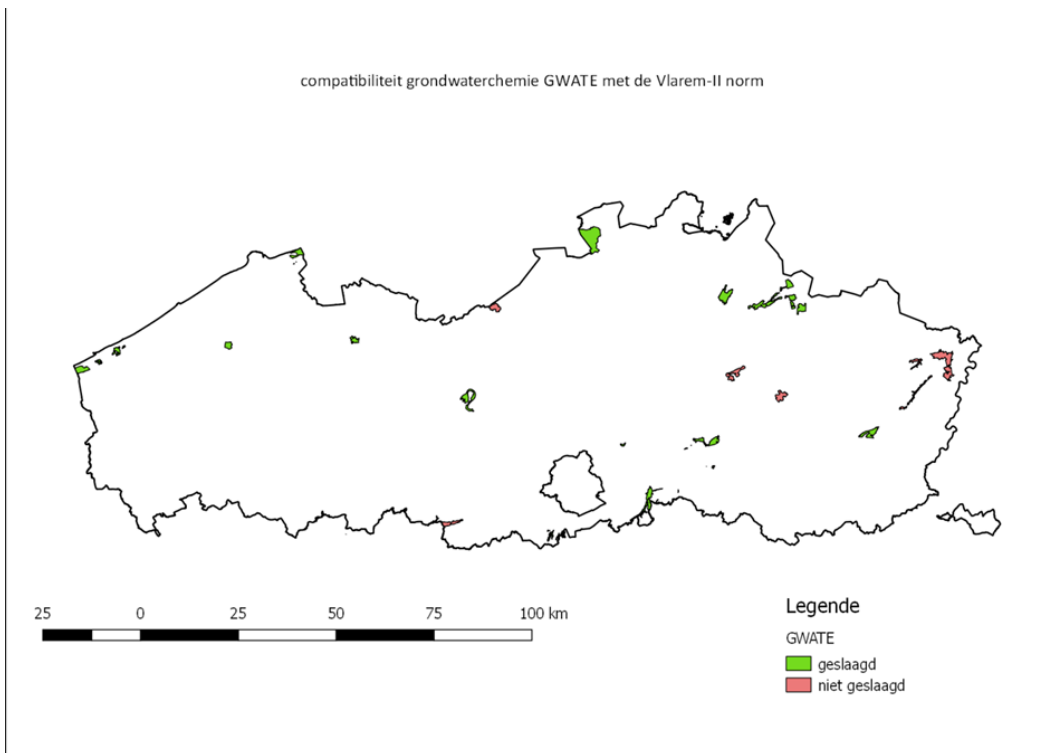 compatibiliteit grondwaterchemie GWATE met de Vlarem-II norm
25 0 25 50 75 100 km
Legende
GWATE
geslaagd
niet geslaagd